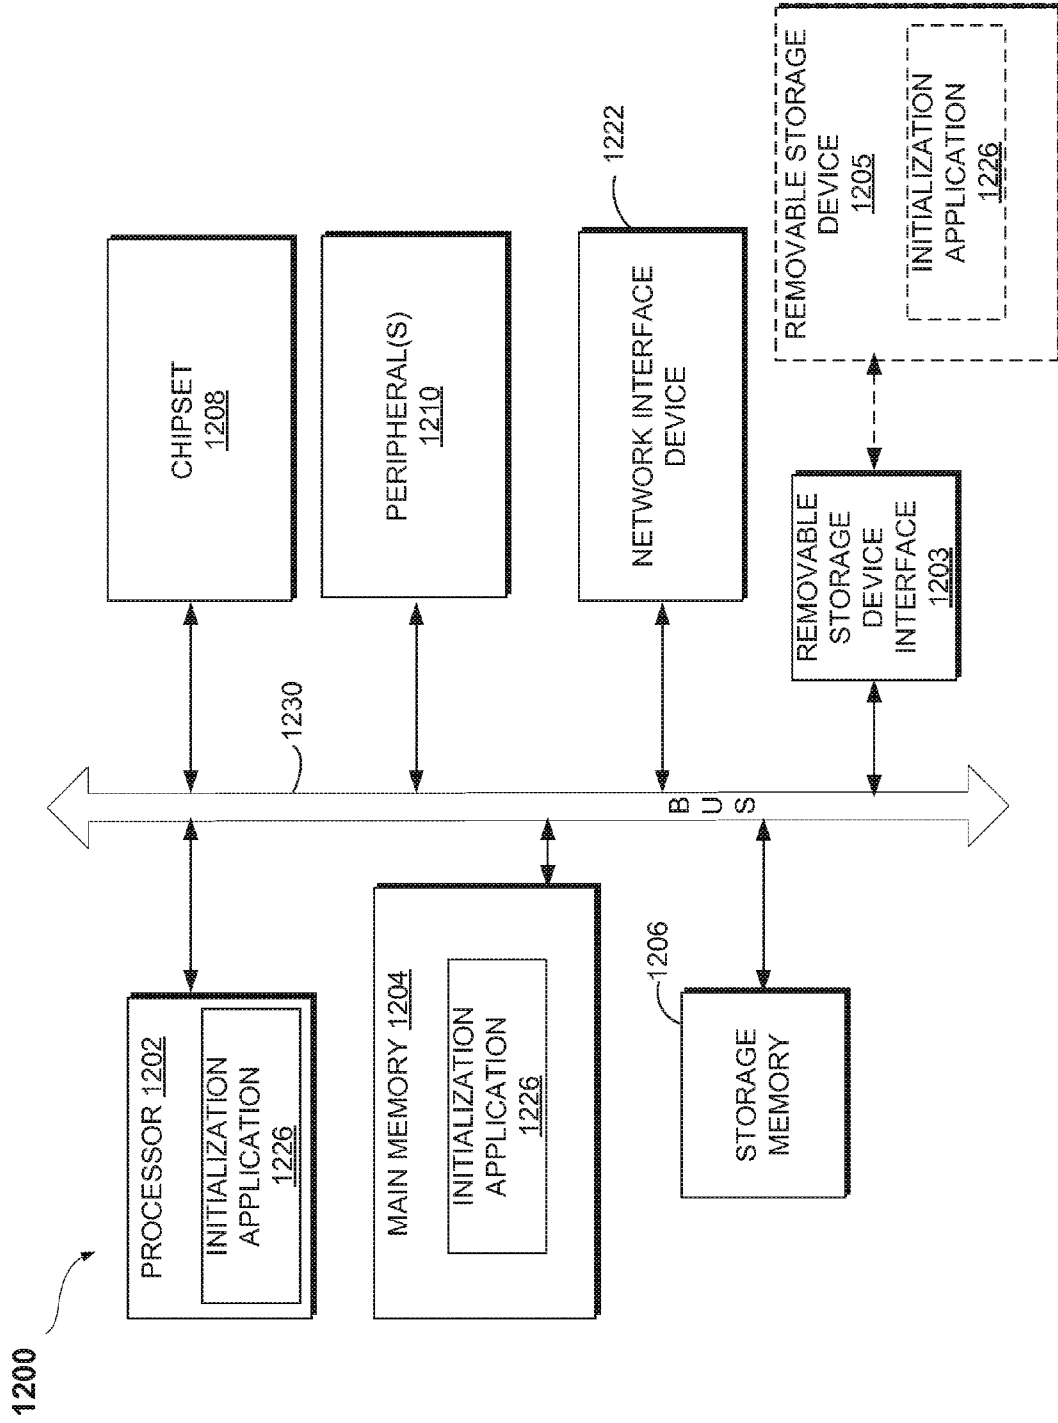 1200
PROCESSOR 1202
INITIALIZATION
APPLICATION
1226
MAIN MEMORY 1204
INITIALIZATION
APPLICATION
1226
1206
STORAGE
MEMORY
1230
B
U
S
CHIPSET
1208
PERIPHERAL(S)
1210
1222
NETWORK INTERFACE
DEVICE
REMOVABLE
STORAGE
DEVICE
INTERFACE
1203
REMOVABLE STORAGE
DEVICE
1205
INITIALIZATION
APPLICATION
1226